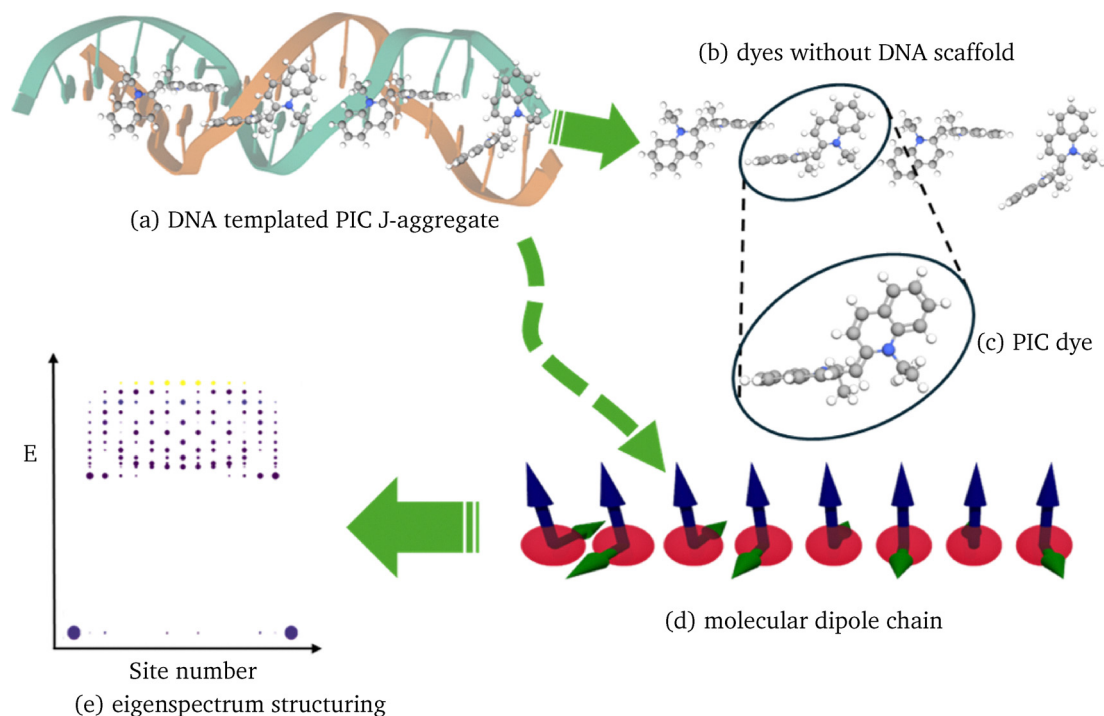 (b) dyes without DNA scaffold
(a) DNA templated PIC J-aggregate
(c) PIC dye
E
(d) molecular dipole chain
Site number
(e) eigenspectrum structuring